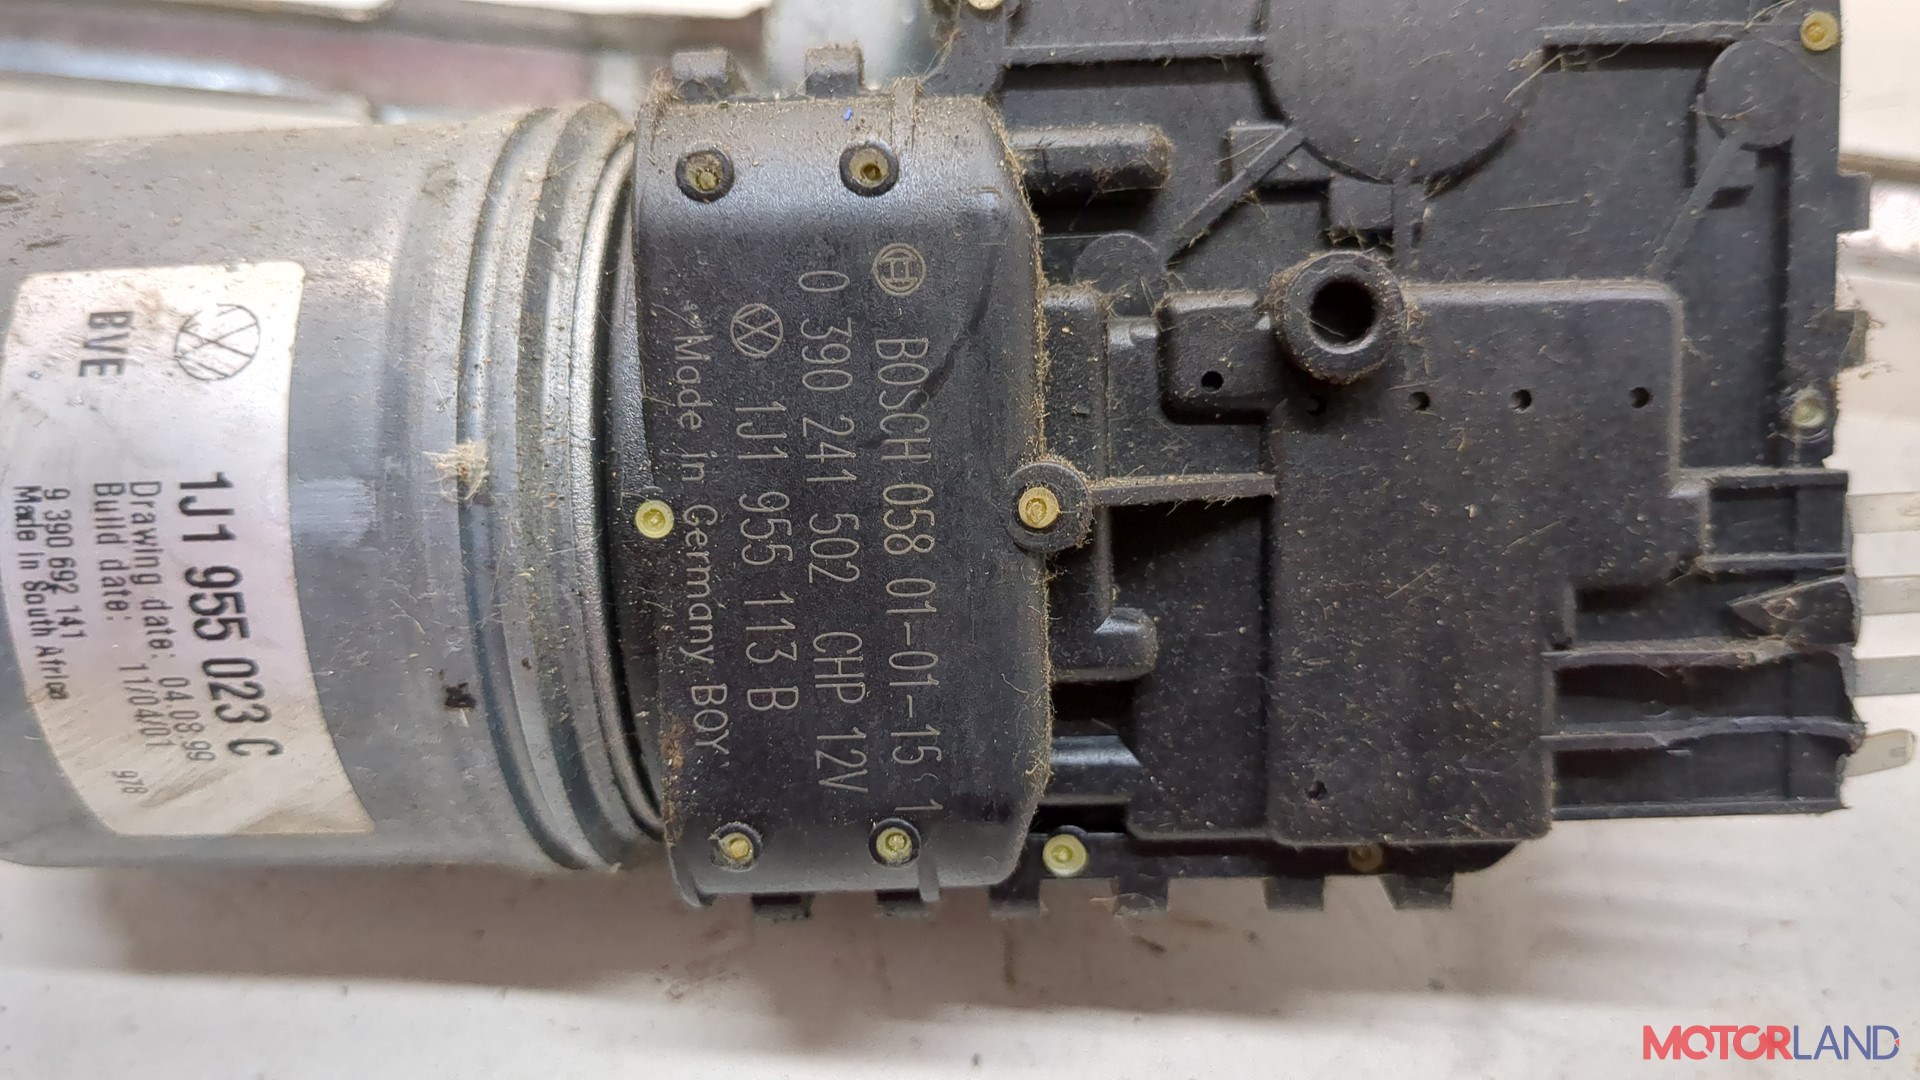 BVE
1J1 955 023 C
Drawing date: 04 08 99
Build date: 11/04/01
9 390 692 141
Made in South Africa
978
BOSCH 058 01-01-15 1
0 390 241 502 CHP 12V
1J1 955 113 B
Made in Germany BOY
MOTORLAND